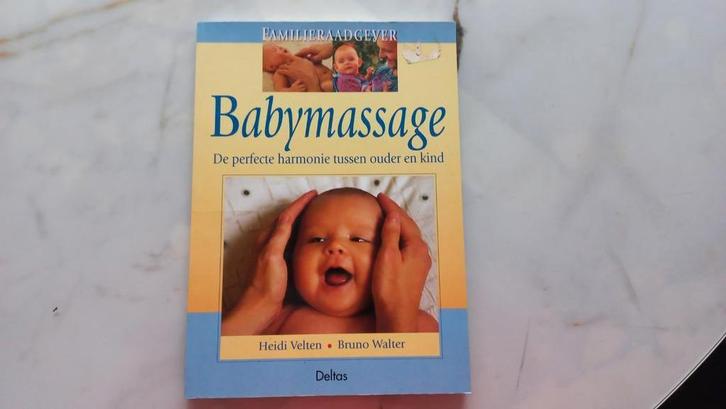 FAMILIERAADGEVER
Babymassage
De perfecte harmonie tussen ouder en kind
Heidi Velten • Bruno Walter
Deltas